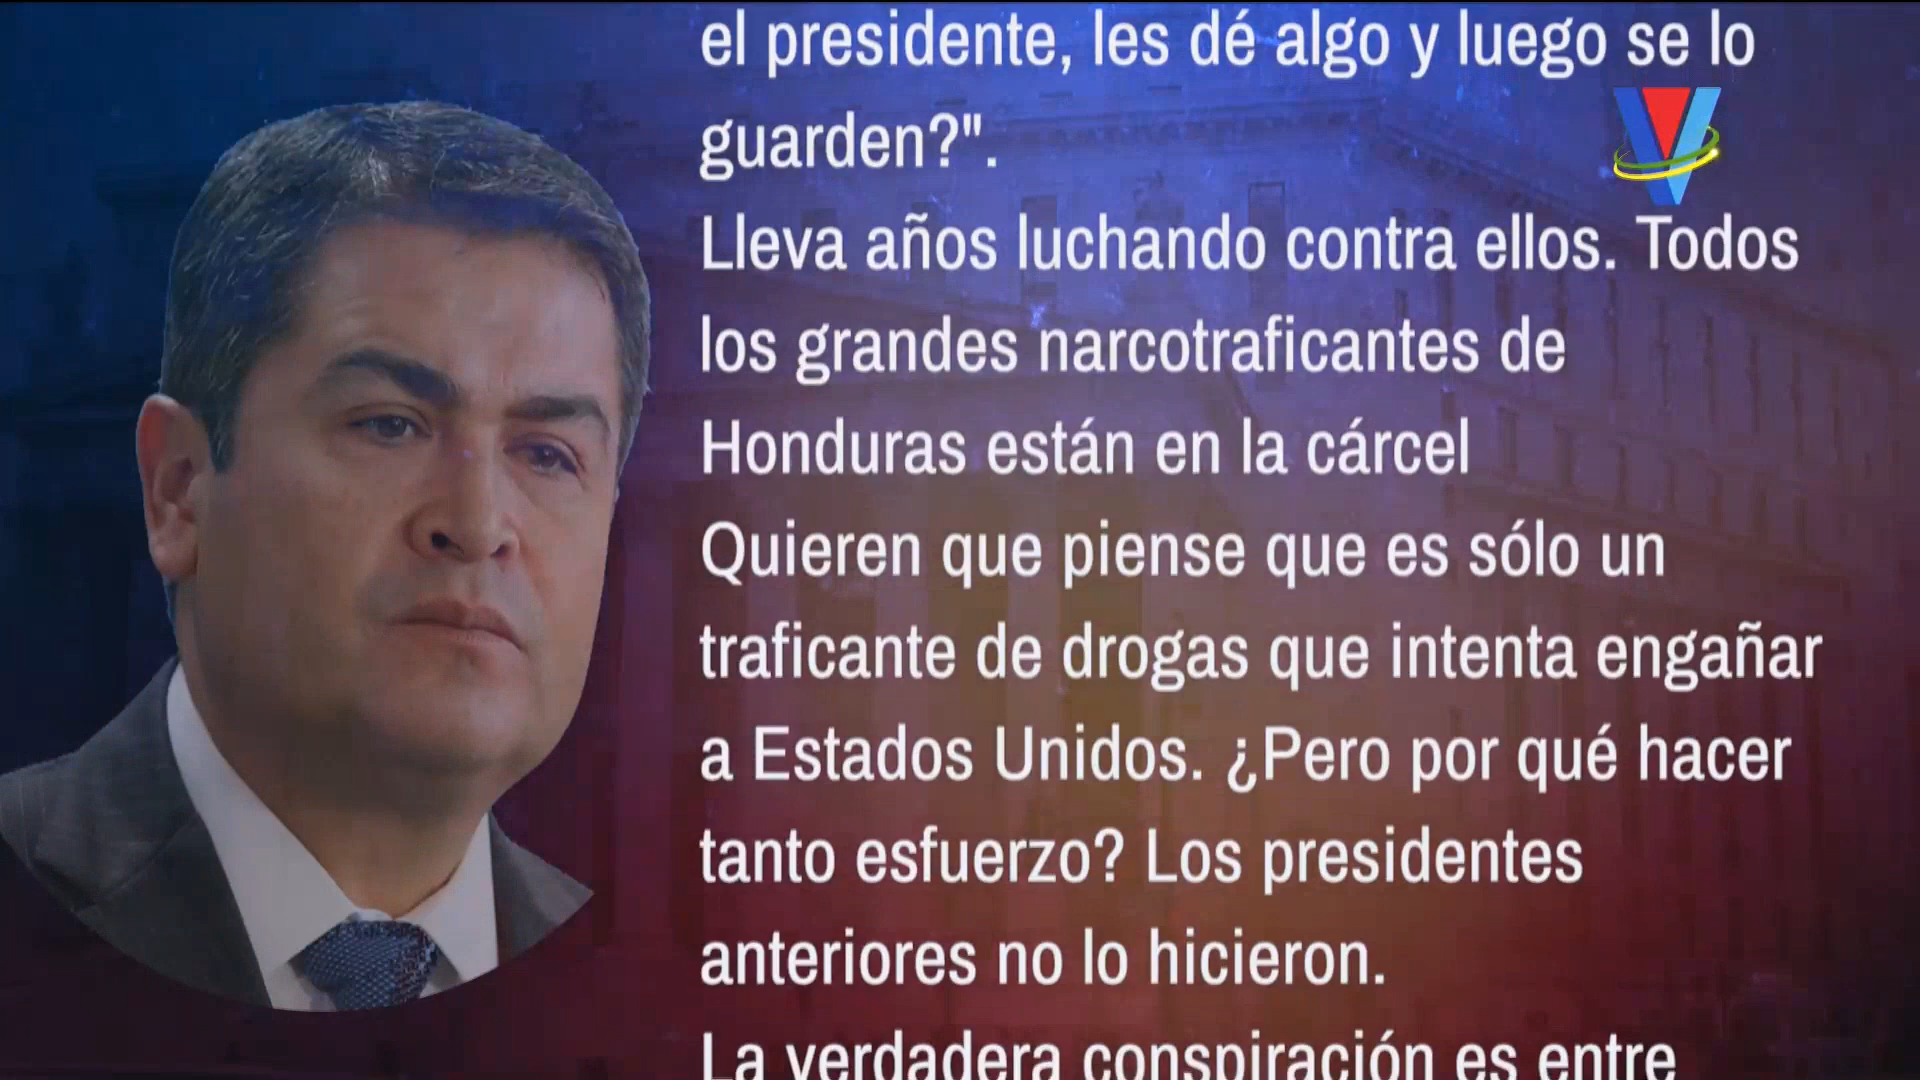 el presidente, les dé algo y luego se lo
guarden?".
Lleva años luchando contra ellos. Todos
los grandes narcotraficantes de
Honduras están en la cárcel
Quieren que piense que es sólo un
traficante de drogas que intenta engañar
a Estados Unidos. ¿Pero por qué hacer
tanto esfuerzo? Los presidentes
anteriores no lo hicieron.
La verdadera conspiración es entre